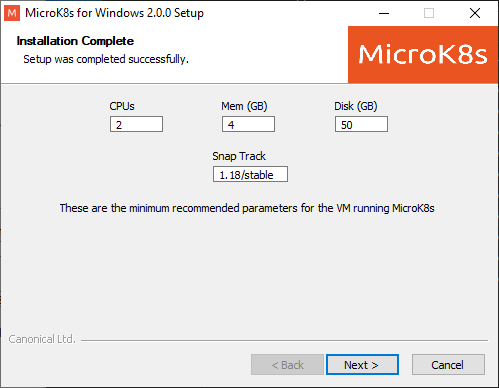 M MicroK8s for Windows 2.0.0 Setup
Installation Complete
Setup was completed successfully.
MicroK8s
CPUs Mem (GB) Disk (GB)
2 4 50
Snap Track
1.18/stable
These are the minimum recommended parameters for the VM running MicroK8s
Canonical Ltd.
< Back Next > Cancel